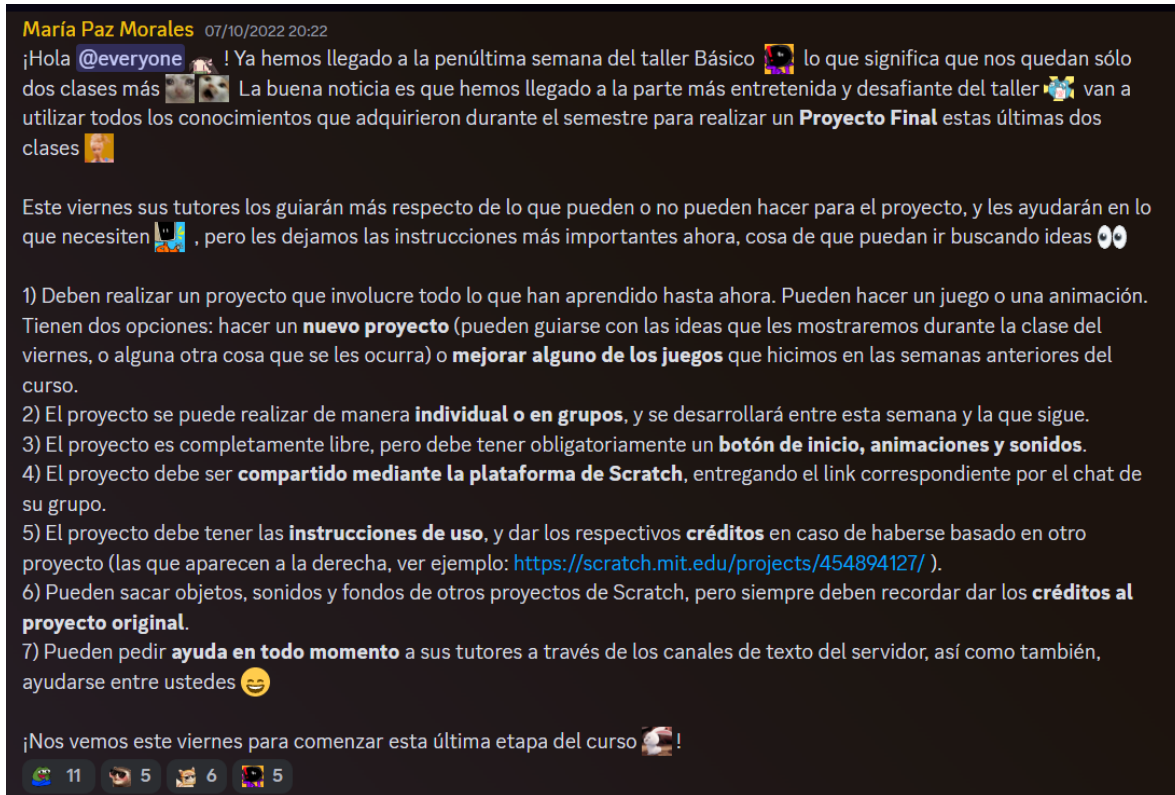 María Paz Morales 07/10/2022 20:22
¡Hola @everyone ! Ya hemos llegado a la penúltima semana del taller Básico lo que significa que nos quedan sólo
dos clases más La buena noticia es que hemos llegado a la parte más entretenida y desafiante del taller van a
utilizar todos los conocimientos que adquirieron durante el semestre para realizar un Proyecto Final estas últimas dos
clases
Este viernes sus tutores los guiarán más respecto de lo que pueden o no pueden hacer para el proyecto, y les ayudarán en lo
que necesiten , pero les dejamos las instrucciones más importantes ahora, cosa de que puedan ir buscando ideas 👀
1) Deben realizar un proyecto que involucre todo lo que han aprendido hasta ahora. Pueden hacer un juego o una animación.
Tienen dos opciones: hacer un nuevo proyecto (pueden guiarse con las ideas que les mostraremos durante la clase del
viernes, o alguna otra cosa que se les ocurra) o mejorar alguno de los juegos que hicimos en las semanas anteriores del
curso.
2) El proyecto se puede realizar de manera individual o en grupos, y se desarrollará entre esta semana y la que sigue.
3) El proyecto es completamente libre, pero debe tener obligatoriamente un botón de inicio, animaciones y sonidos.
4) El proyecto debe ser compartido mediante la plataforma de Scratch, entregando el link correspondiente por el chat de
su grupo.
5) El proyecto debe tener las instrucciones de uso, y dar los respectivos créditos en caso de haberse basado en otro
proyecto (las que aparecen a la derecha, ver ejemplo: https://scratch.mit.edu/projects/454894127/ ).
6) Pueden sacar objetos, sonidos y fondos de otros proyectos de Scratch, pero siempre deben recordar dar los créditos al
proyecto original.
7) Pueden pedir ayuda en todo momento a sus tutores a través de los canales de texto del servidor, así como también,
ayudarse entre ustedes 😄
¡Nos vemos este viernes para comenzar esta última etapa del curso !
11 5 6 5